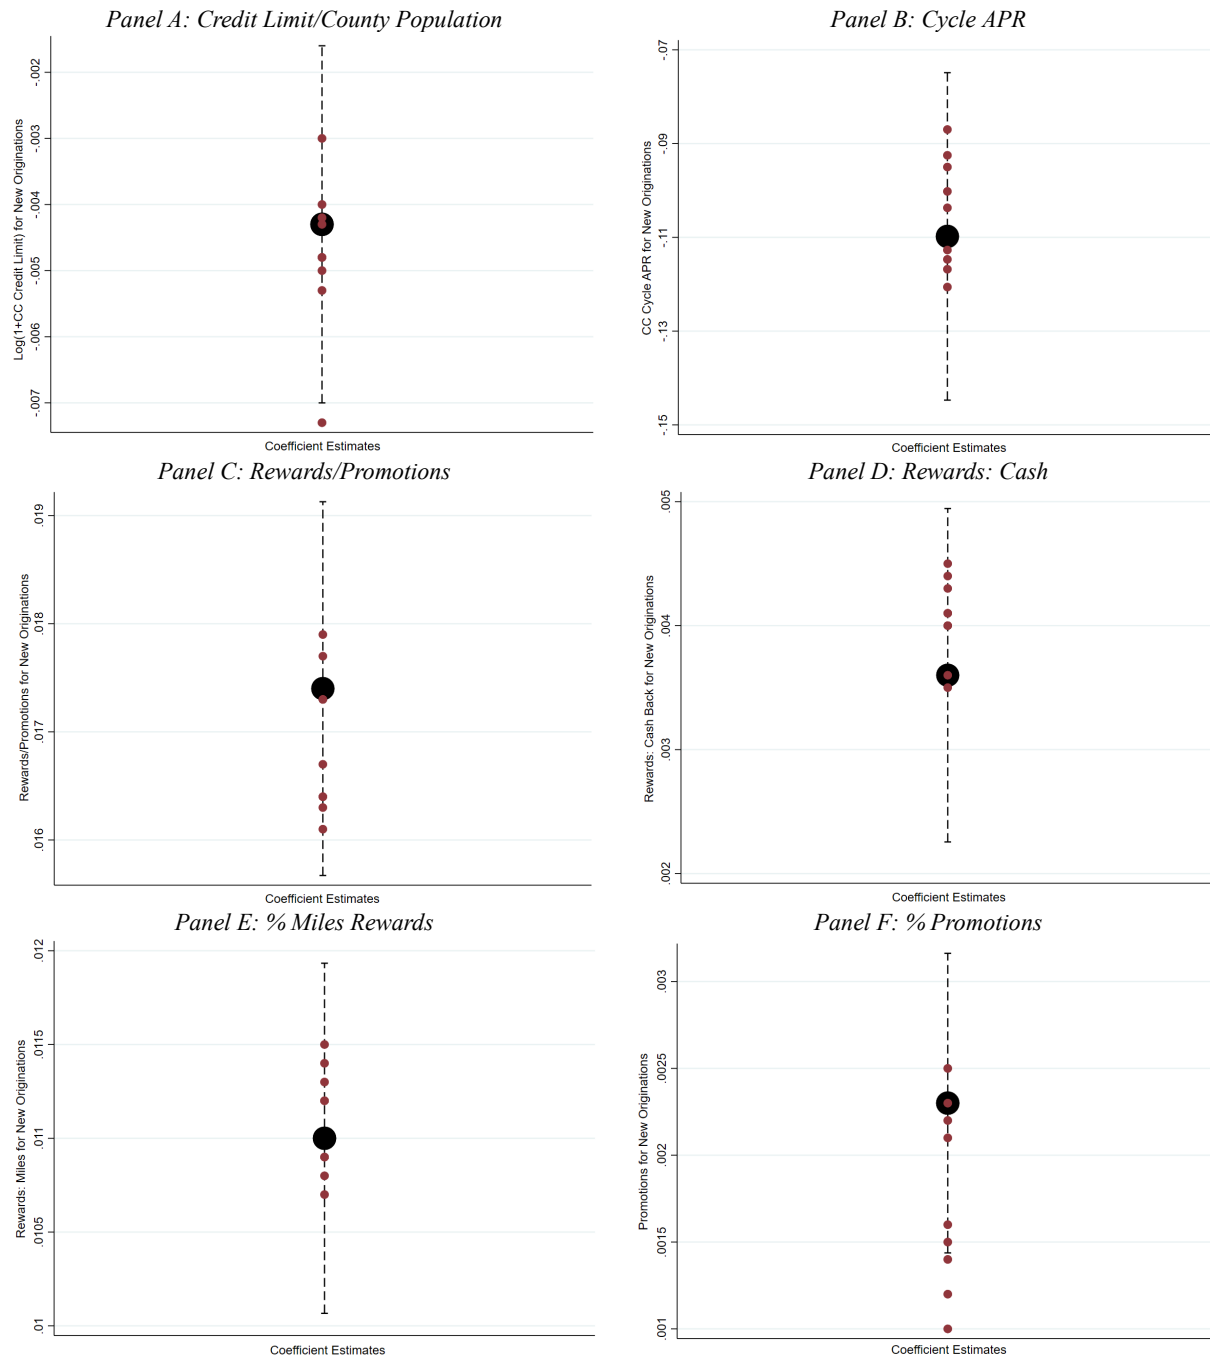 Panel A: Credit Limit/County Population
Log(1+CC Credit Limit) for New Originations
-.002
-.003
-.004
-.005
-.006
-.007
Coefficient Estimates
Panel B: Cycle APR
CC Cycle APR for New Originations
-.07
-.09
-.11
-.13
-.15
Coefficient Estimates
Panel C: Rewards/Promotions
Rewards/Promotions for New Originations
.019
.018
.017
.016
Coefficient Estimates
Panel D: Rewards: Cash
Rewards: Cash Back for New Originations
.005
.004
.003
.002
Coefficient Estimates
Panel E: % Miles Rewards
Rewards: Miles for New Originations
.012
.0115
.011
.0105
.01
Coefficient Estimates
Panel F: % Promotions
Promotions for New Originations
.003
.0025
.002
.0015
.001
Coefficient Estimates